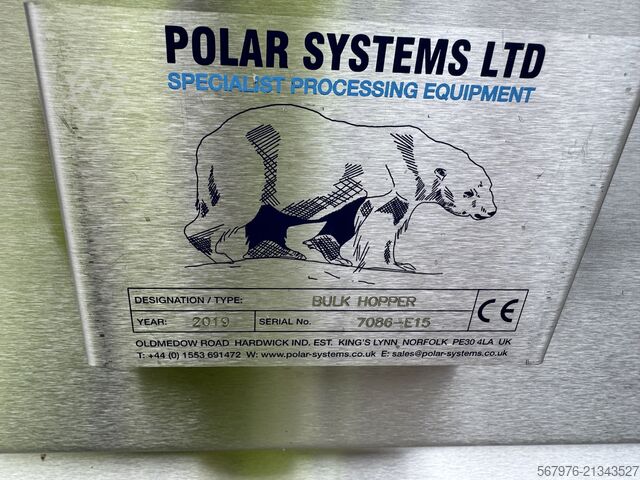 POLAR SYSTEMS LTD
SPECIALIST PROCESSING EQUIPMENT
DESIGNATION / TYPE: BULK HOPPER
YEAR: 2019 SERIAL No. 7086-E15
CE
OLDMEDOW ROAD HARDWICK IND. EST. KING'S LYNN, NORFOLK PE30 4LA UK
T: +44 (0) 1553 691472 W: www.polar-systems.co.uk E: sales@polar-systems.co.uk
567976-21343527